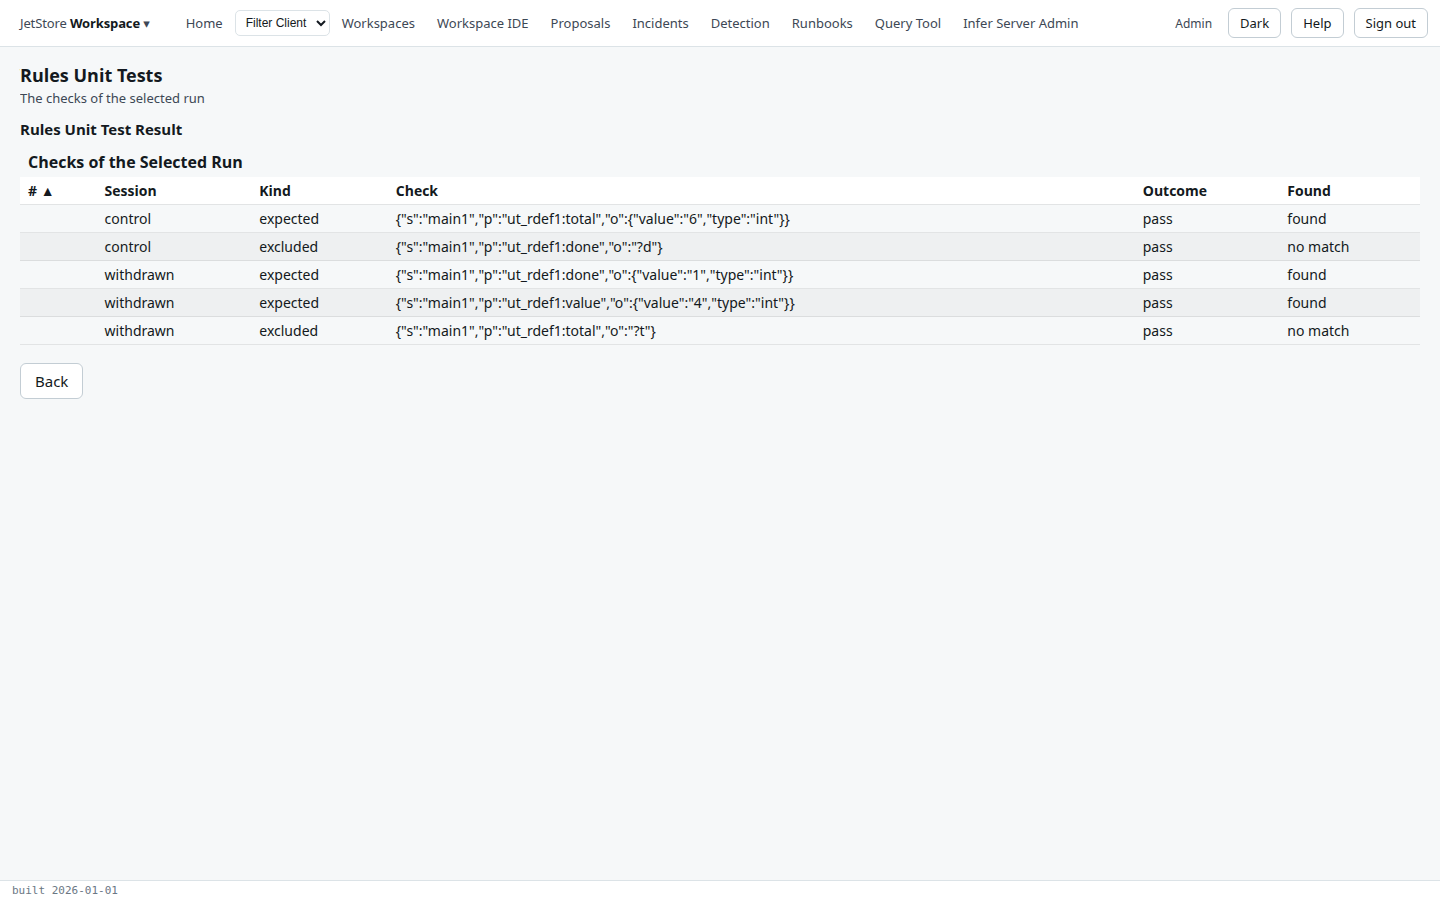 JetStore Workspace ▾ Home Filter Client Workspaces Workspace IDE Proposals Incidents Detection Runbooks Query Tool Infer Server Admin Admin Dark Help Sign out
Rules Unit Tests
The checks of the selected run
Rules Unit Test Result
Checks of the Selected Run
# ▲ Session Kind Check Outcome Found
control expected {"s":"main1","p":"ut_rdef1:total","o":{"value":"6","type":"int"}} pass found
control excluded {"s":"main1","p":"ut_rdef1:done","o":"?d"} pass no match
withdrawn expected {"s":"main1","p":"ut_rdef1:done","o":{"value":"1","type":"int"}} pass found
withdrawn expected {"s":"main1","p":"ut_rdef1:value","o":{"value":"4","type":"int"}} pass found
withdrawn excluded {"s":"main1","p":"ut_rdef1:total","o":"?t"} pass no match
Back
built 2026-01-01